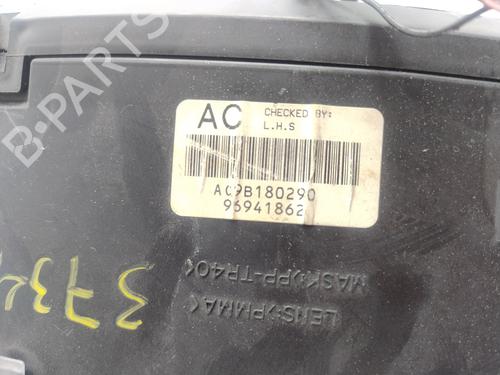 B-PARTS
AC
CHECKED BY:
L.H.S
AC9B180290
96941862
MASK:>PP-TR40<
LENS:>PMMA<